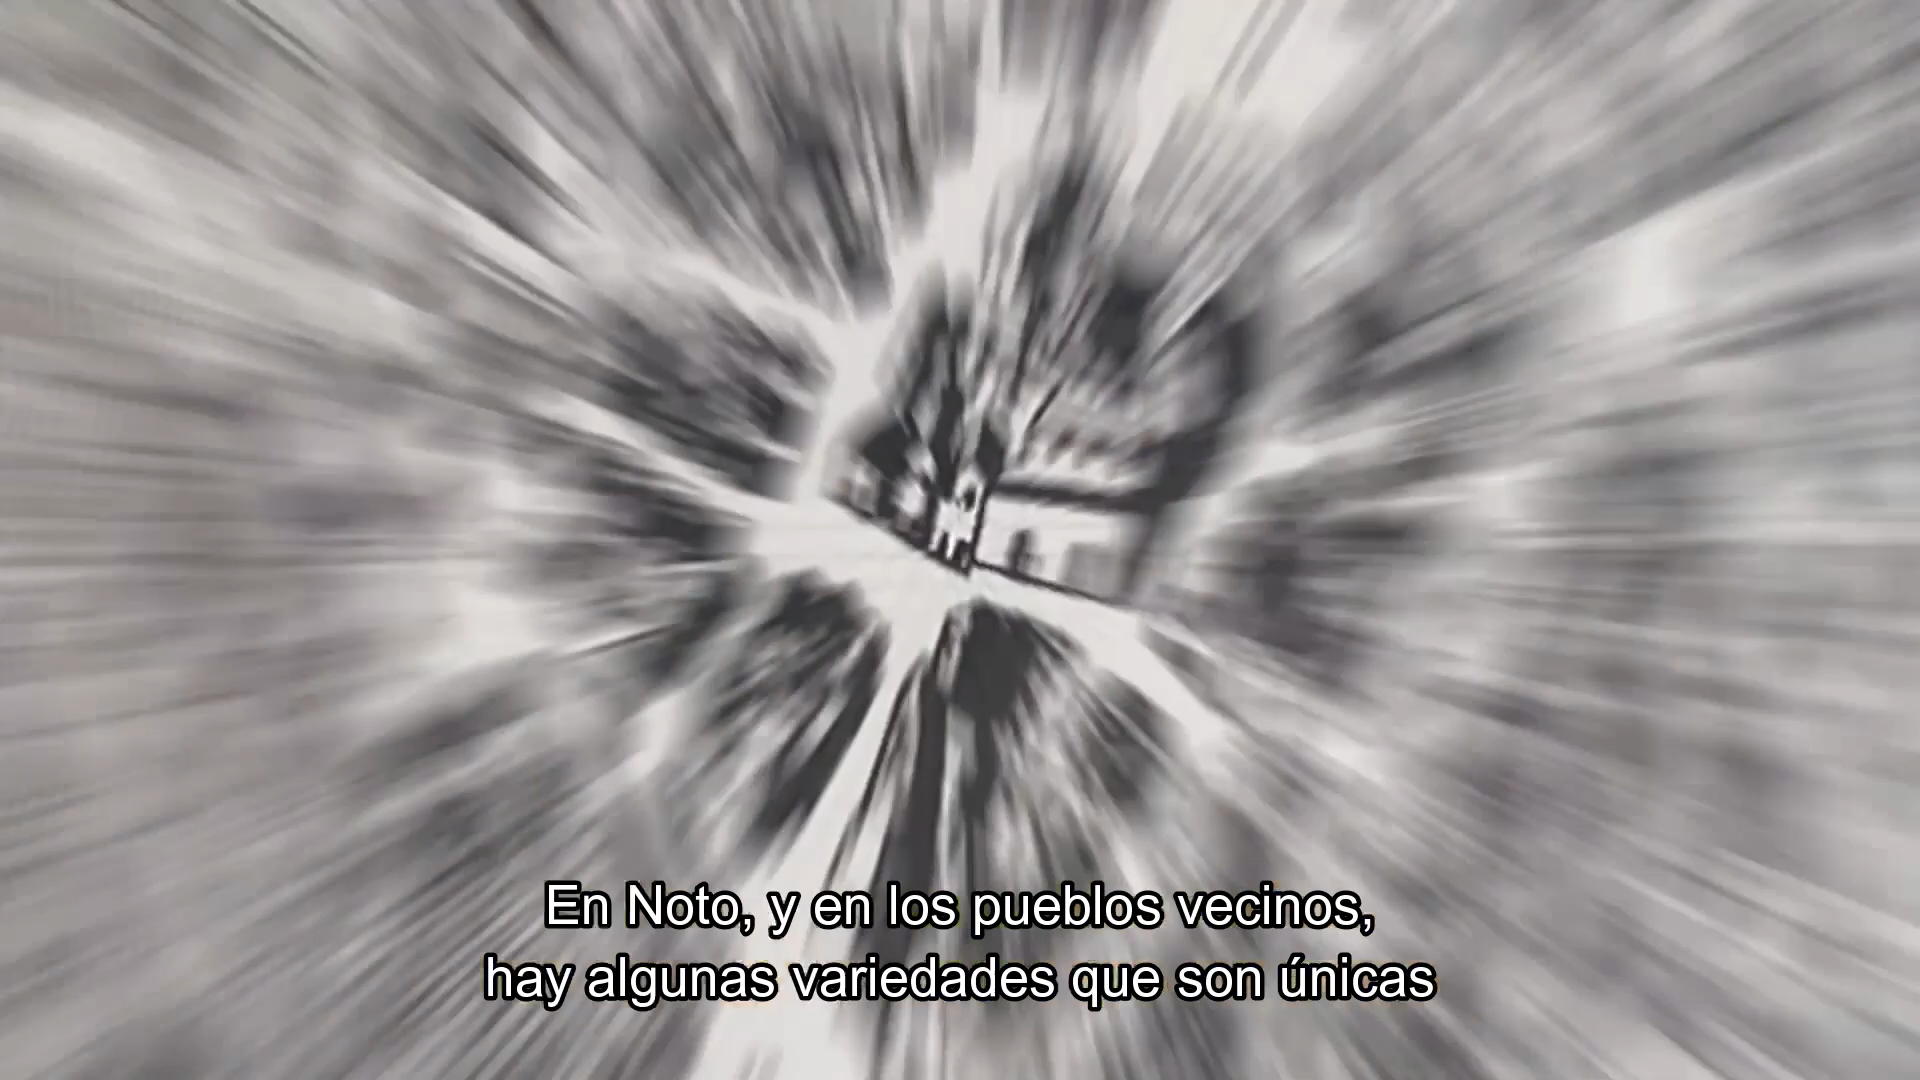 En Noto, y en los pueblos vecinos,
hay algunas variedades que son únicas